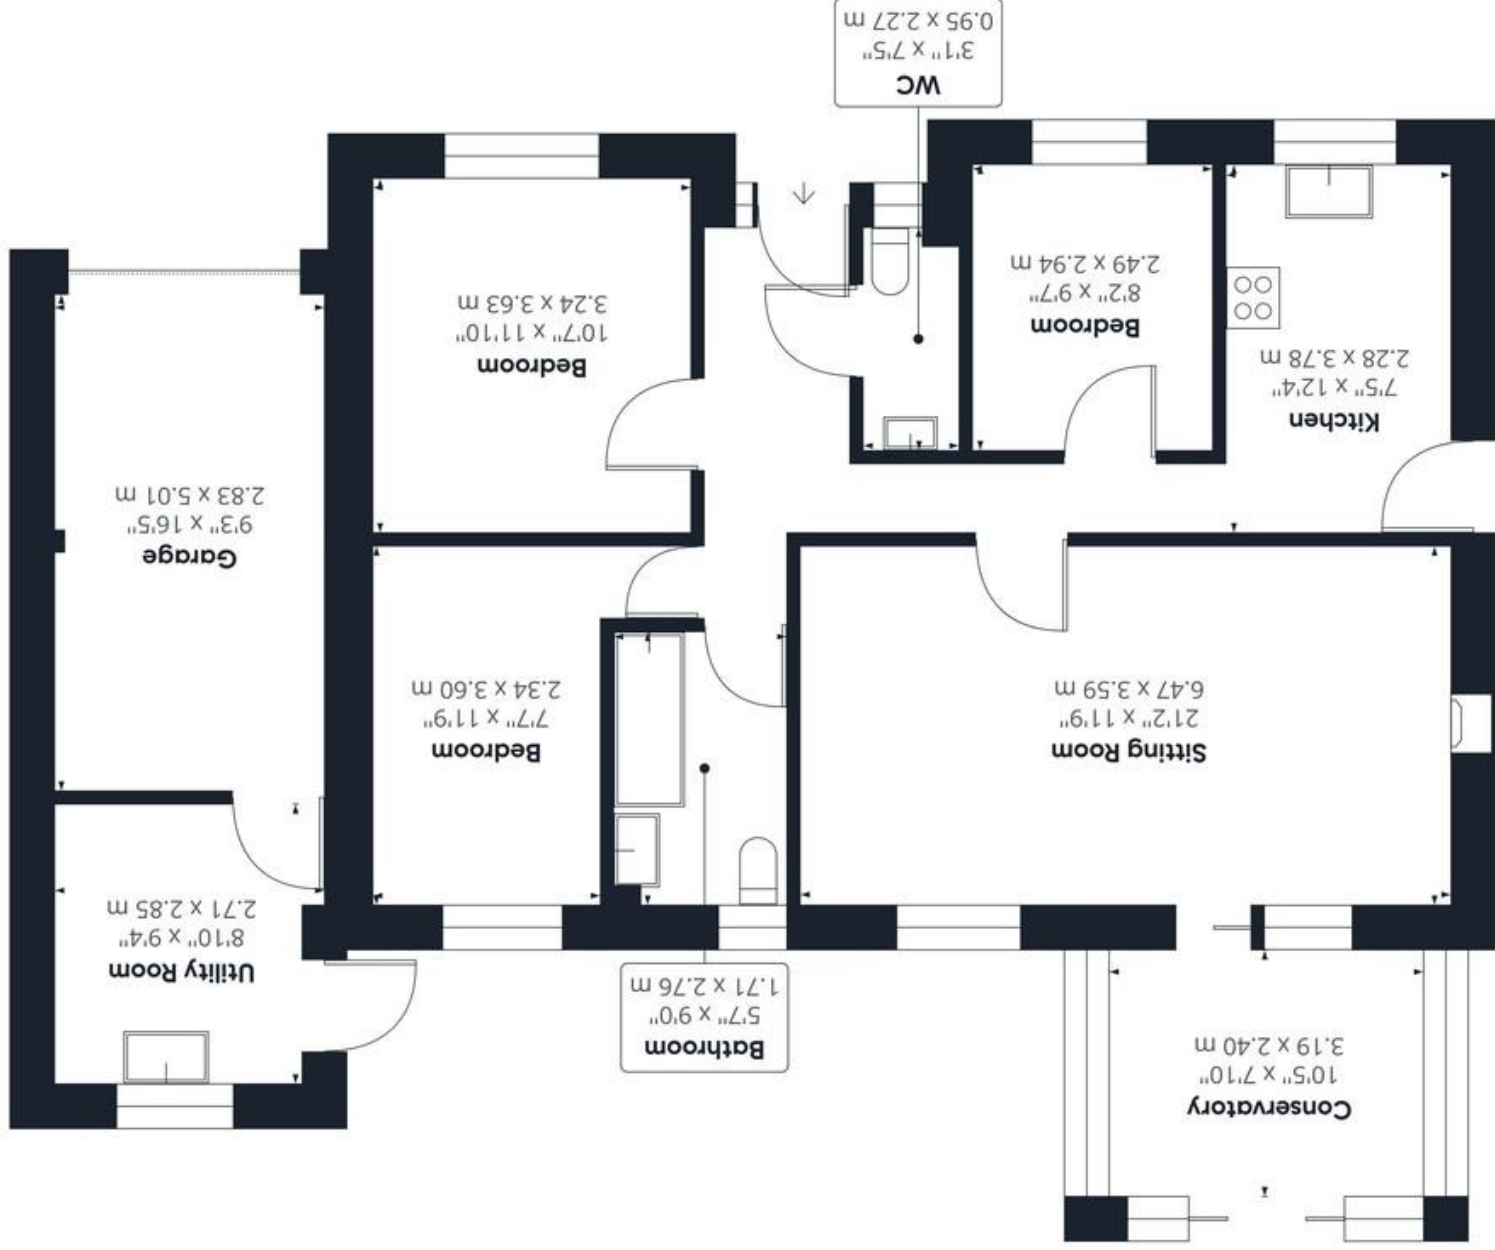 Conservatory
10'5" x 7'10"
3.19 x 2.40 m
Bathroom
5'7" x 9'0"
1.71 x 2.76 m
Utility Room
8'10" x 9'4"
2.71 x 2.85 m
Sitting Room
21'2" x 11'9"
6.47 x 3.59 m
Bedroom
7'7" x 11'9"
2.34 x 3.60 m
Garage
9'3" x 16'5"
2.83 x 5.01 m
Kitchen
7'5" x 12'4"
2.28 x 3.78 m
Bedroom
8'2" x 9'7"
2.49 x 2.94 m
Bedroom
10'7" x 11'10"
3.24 x 3.63 m
WC
3'1" x 7'5"
0.95 x 2.27 m